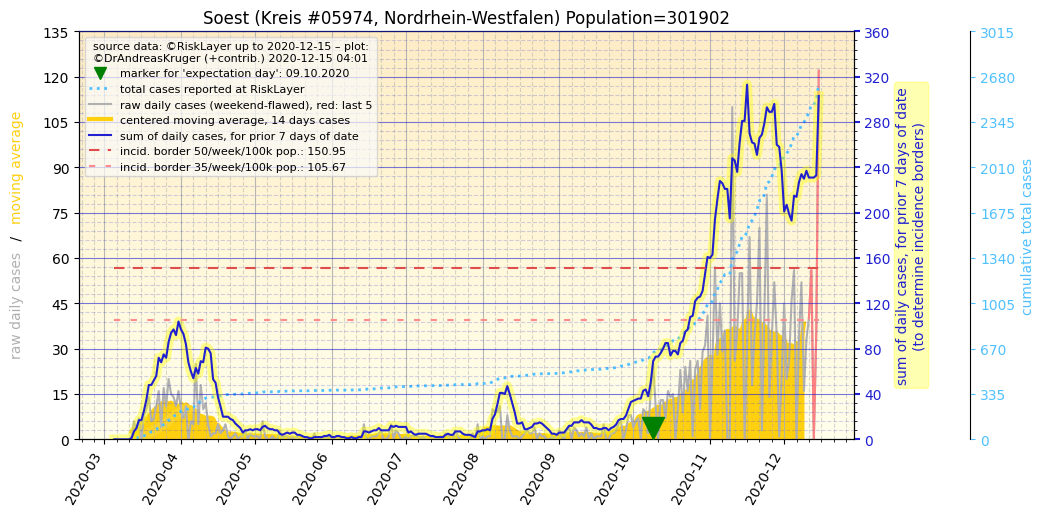 Soest (Kreis #05974, Nordrhein-Westfalen) Population=301902
source data: ©RiskLayer up to 2020-12-15 – plot:
©DrAndreasKruger (+contrib.) 2020-12-15 04:01
marker for 'expectation day': 09.10.2020
total cases reported at RiskLayer
raw daily cases (weekend-flawed), red: last 5
centered moving average, 14 days cases
sum of daily cases, for prior 7 days of date
incid. border 50/week/100k pop.: 150.95
incid. border 35/week/100k pop.: 105.67
raw daily cases / moving average
135
120
105
90
75
60
45
30
15
0
2020-03
2020-04
2020-05
2020-06
2020-07
2020-08
2020-09
2020-10
2020-11
2020-12
360
320
280
240
200
160
120
80
40
0
sum of daily cases, for prior 7 days of date
(to determine incidence borders)
3015
2680
2345
2010
1675
1340
1005
670
335
0
cumulative total cases